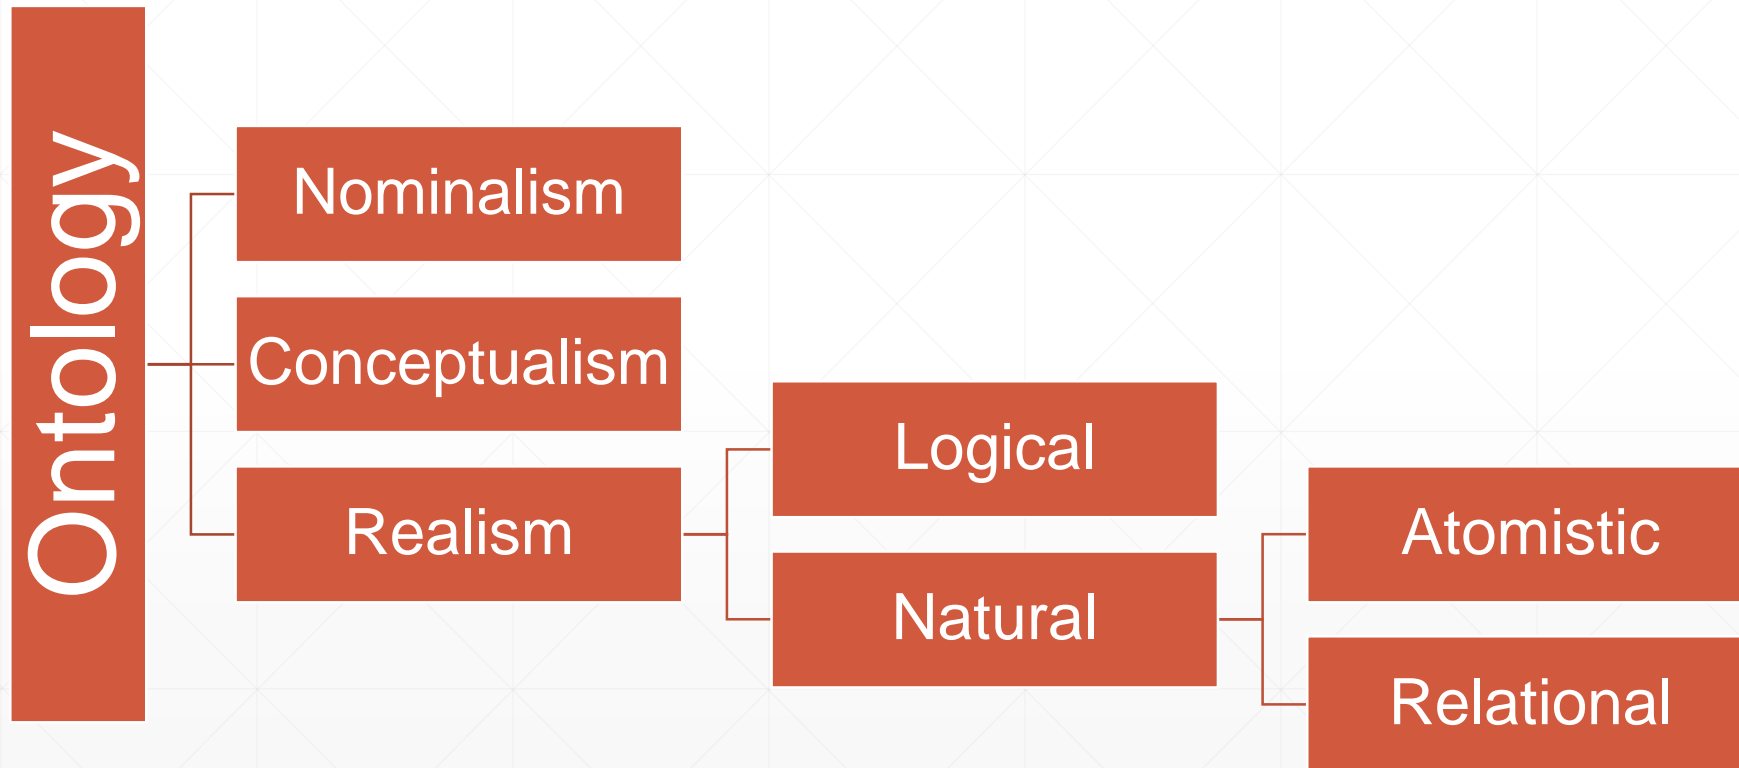 Ontology
Nominalism
Conceptualism
Realism
Logical
Natural
Atomistic
Relational